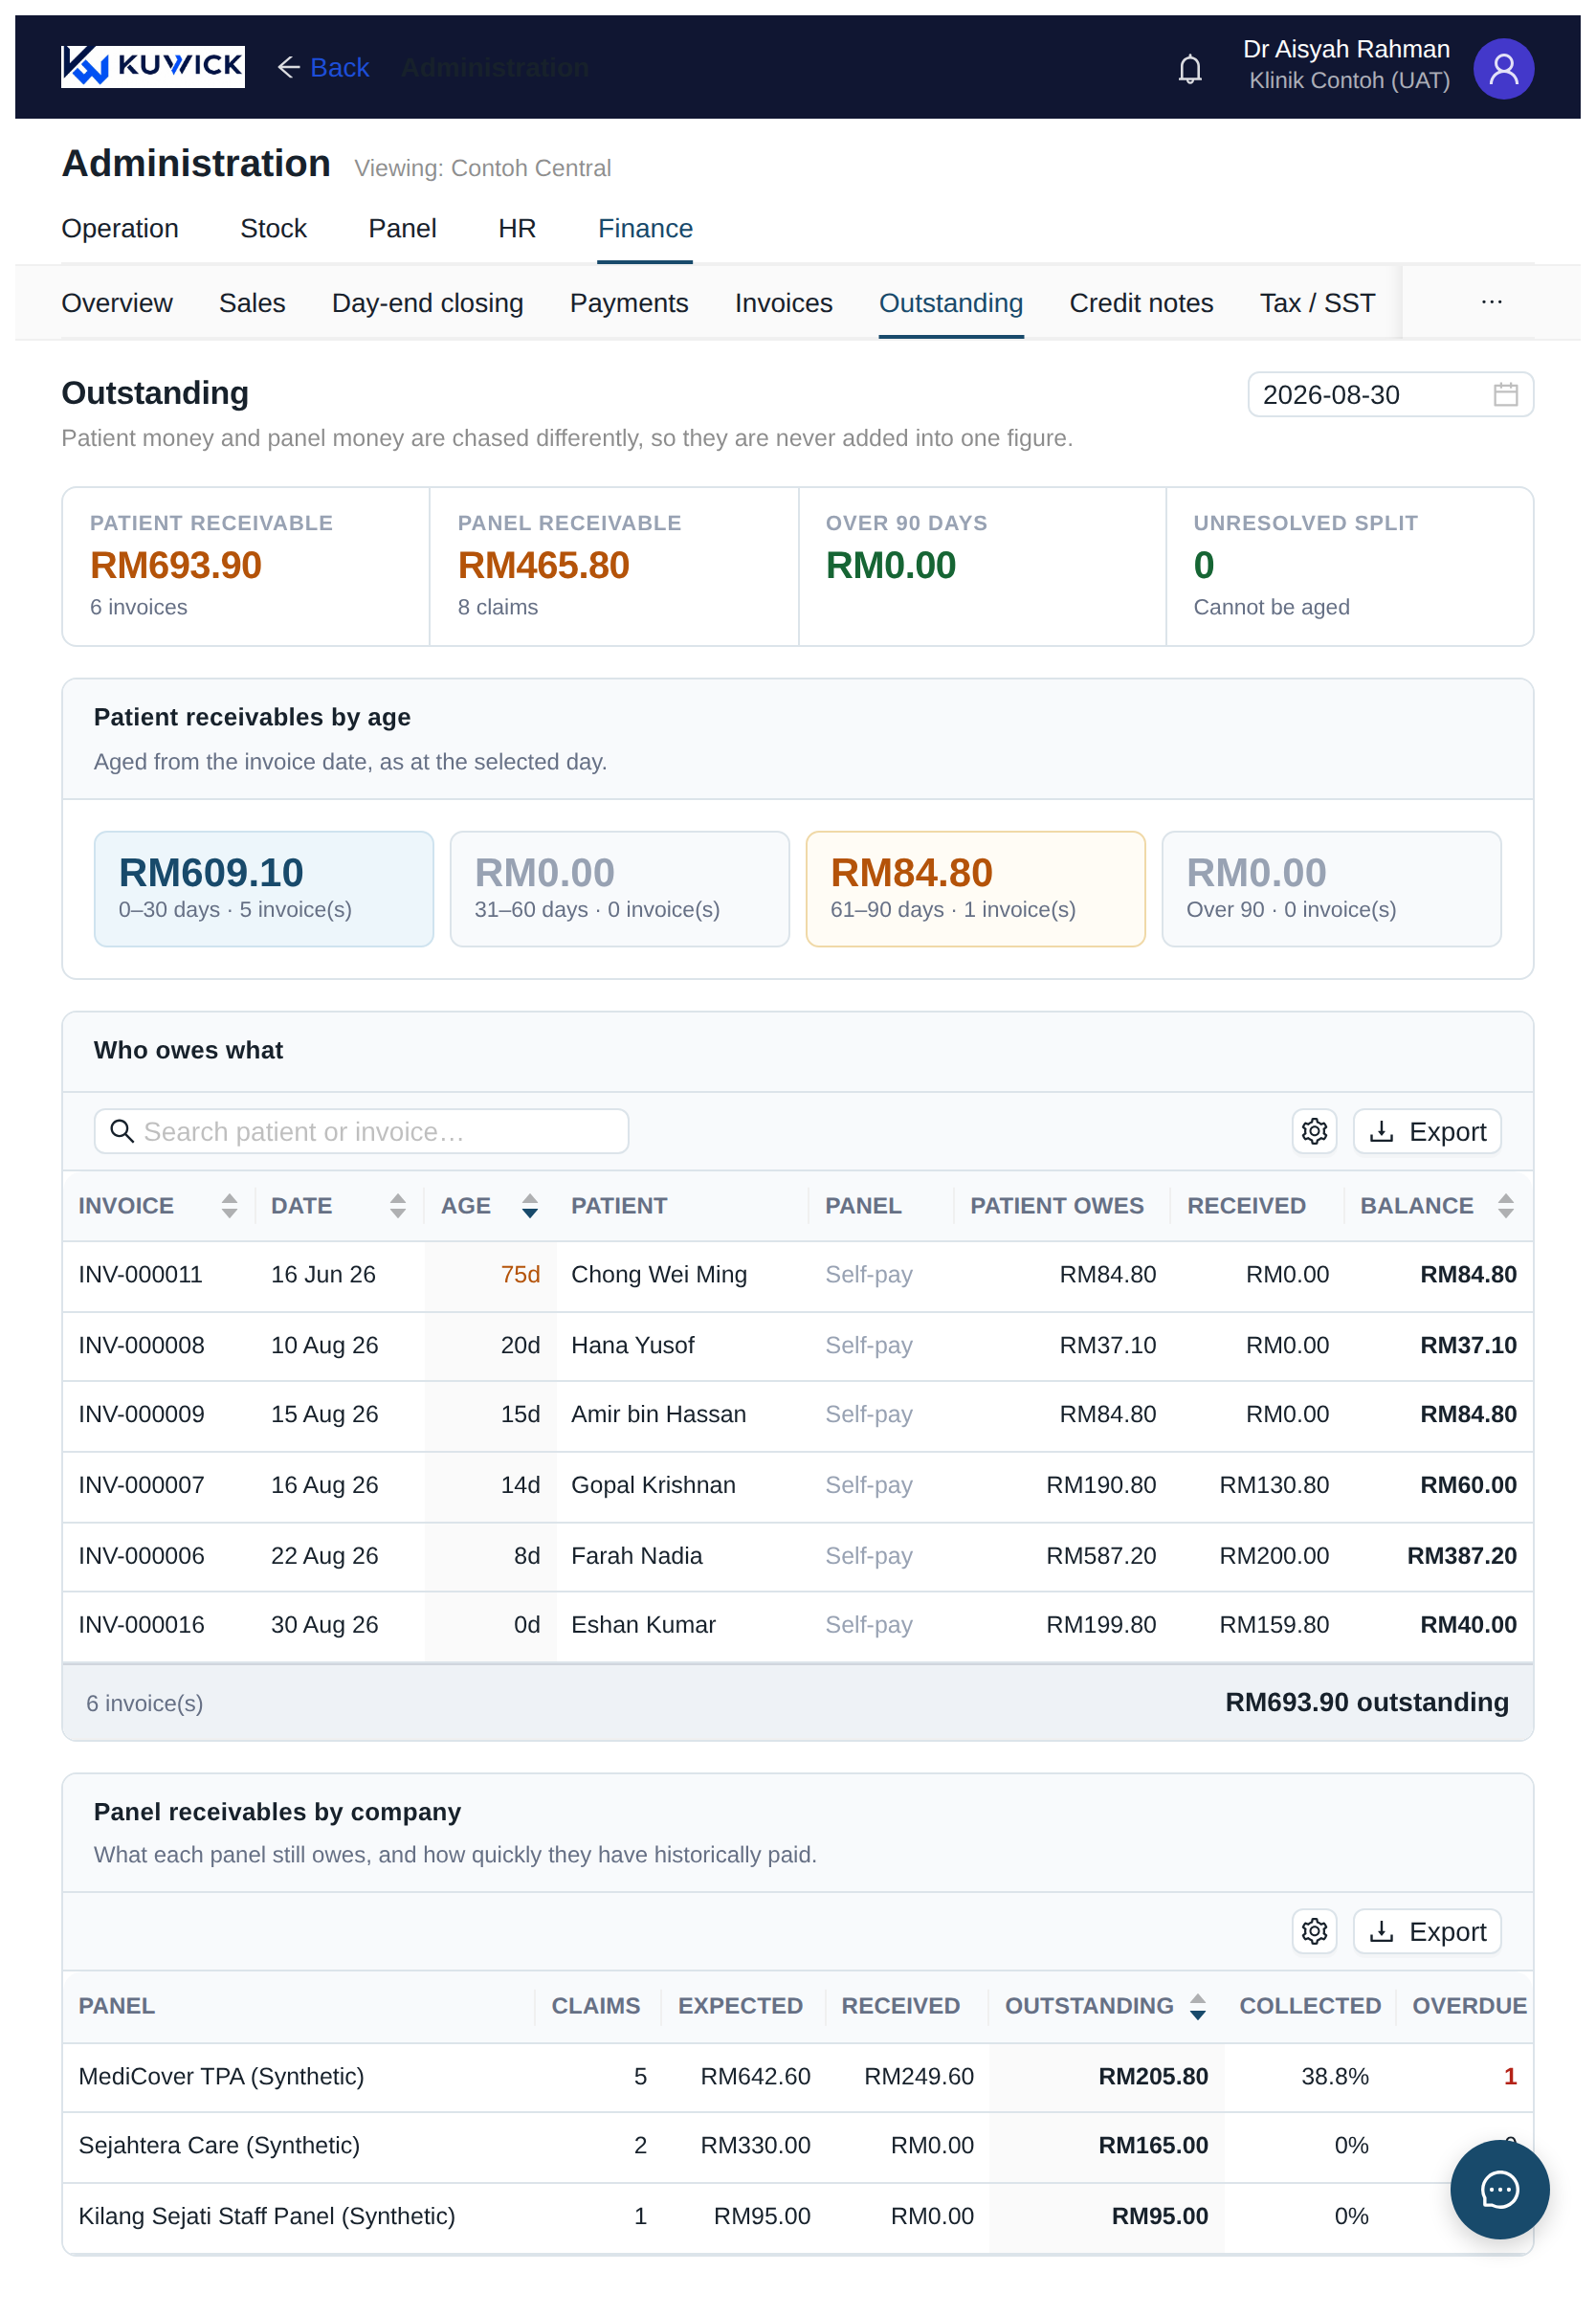 KUWICK
Back Administration
Dr Aisyah Rahman
Klinik Contoh (UAT)
Administration Viewing: Contoh Central
Operation Stock Panel HR Finance
Overview Sales Day-end closing Payments Invoices Outstanding Credit notes Tax / SST ...
Outstanding
2026-08-30
Patient money and panel money are chased differently, so they are never added into one figure.
PATIENT RECEIVABLE PANEL RECEIVABLE OVER 90 DAYS UNRESOLVED SPLIT
RM693.90 RM465.80 RM0.00 0
6 invoices 8 claims Cannot be aged
Patient receivables by age
Aged from the invoice date, as at the selected day.
RM609.10 RM0.00 RM84.80 RM0.00
0–30 days · 5 invoice(s) 31–60 days · 0 invoice(s) 61–90 days · 1 invoice(s) Over 90 · 0 invoice(s)
Who owes what
Search patient or invoice… Export
INVOICE DATE AGE PATIENT PANEL PATIENT OWES RECEIVED BALANCE
INV-000011 16 Jun 26 75d Chong Wei Ming Self-pay RM84.80 RM0.00 RM84.80
INV-000008 10 Aug 26 20d Hana Yusof Self-pay RM37.10 RM0.00 RM37.10
INV-000009 15 Aug 26 15d Amir bin Hassan Self-pay RM84.80 RM0.00 RM84.80
INV-000007 16 Aug 26 14d Gopal Krishnan Self-pay RM190.80 RM130.80 RM60.00
INV-000006 22 Aug 26 8d Farah Nadia Self-pay RM587.20 RM200.00 RM387.20
INV-000016 30 Aug 26 0d Eshan Kumar Self-pay RM199.80 RM159.80 RM40.00
6 invoice(s) RM693.90 outstanding
Panel receivables by company
What each panel still owes, and how quickly they have historically paid.
Export
PANEL CLAIMS EXPECTED RECEIVED OUTSTANDING COLLECTED OVERDUE
MediCover TPA (Synthetic) 5 RM642.60 RM249.60 RM205.80 38.8% 1
Sejahtera Care (Synthetic) 2 RM330.00 RM0.00 RM165.00 0%
Kilang Sejati Staff Panel (Synthetic) 1 RM95.00 RM0.00 RM95.00 0%